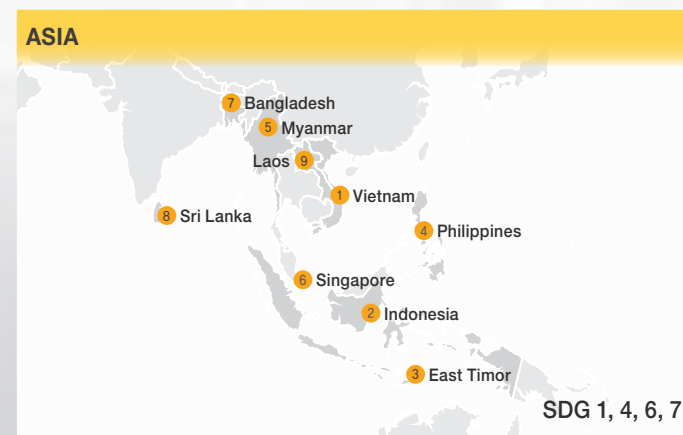 ASIA
7 Bangladesh
5 Myanmar
Laos 9
1 Vietnam
8 Sri Lanka
4 Philippines
6 Singapore
2 Indonesia
3 East Timor
SDG 1, 4, 6, 7